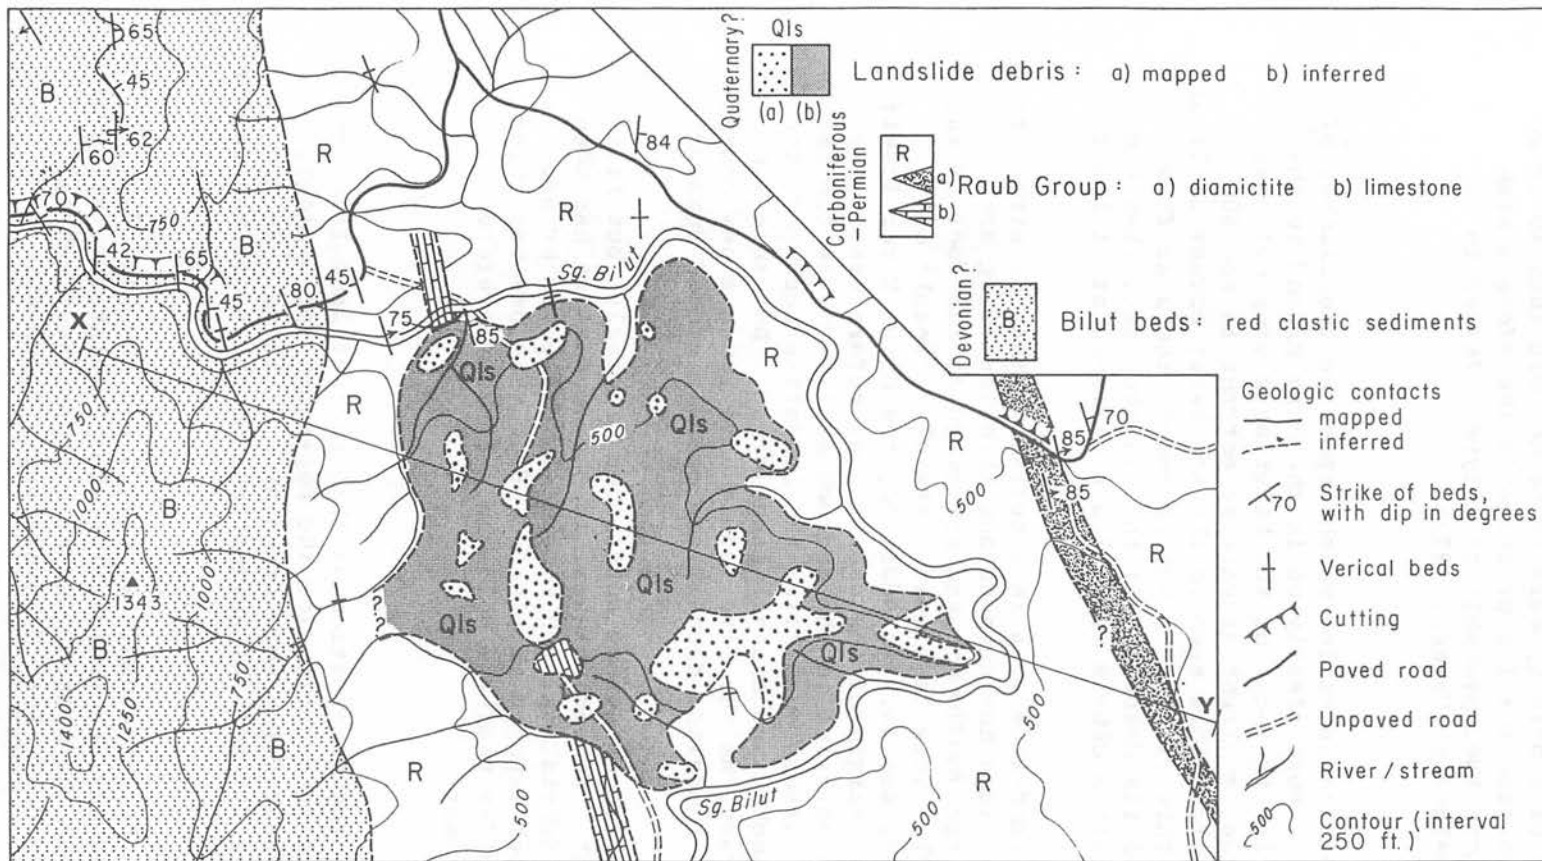 Quaternary?
Qls
(a) (b)
Landslide debris : a) mapped b) inferred
Carboniferous
– Permian
R
a)
b)
Raub Group : a) diamictite b) limestone
Devonian?
B
Bilut beds : red clastic sediments
Geologic contacts
mapped
inferred
70
Strike of beds,
with dip in degrees
Verical beds
Cutting
Paved road
Unpaved road
River / stream
500
Contour (interval
250 ft.)
65
45
B
62
60
R
84
750
70
B
R
42
65
45
80
45
Sg. Bilut
X
75
85
R
Qls
R
500
Qls
R
70
85
750
1000
B
500
85
R
1343
1000
Qls
?
Qls
?
B
Qls
500
Y
750
1400
1250
B
R
500
Sg. Bilut
R
500